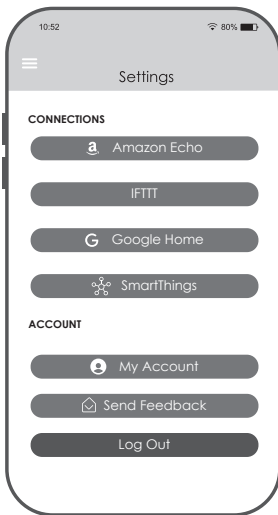 10:52 80%
Settings
CONNECTIONS
a Amazon Echo
IFTTT
G Google Home
SmartThings
ACCOUNT
My Account
Send Feedback
Log Out